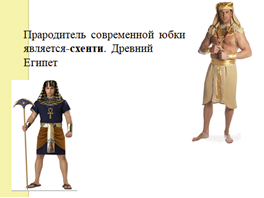 Прародитель современной юбки
является-схенти. Древний
Египет